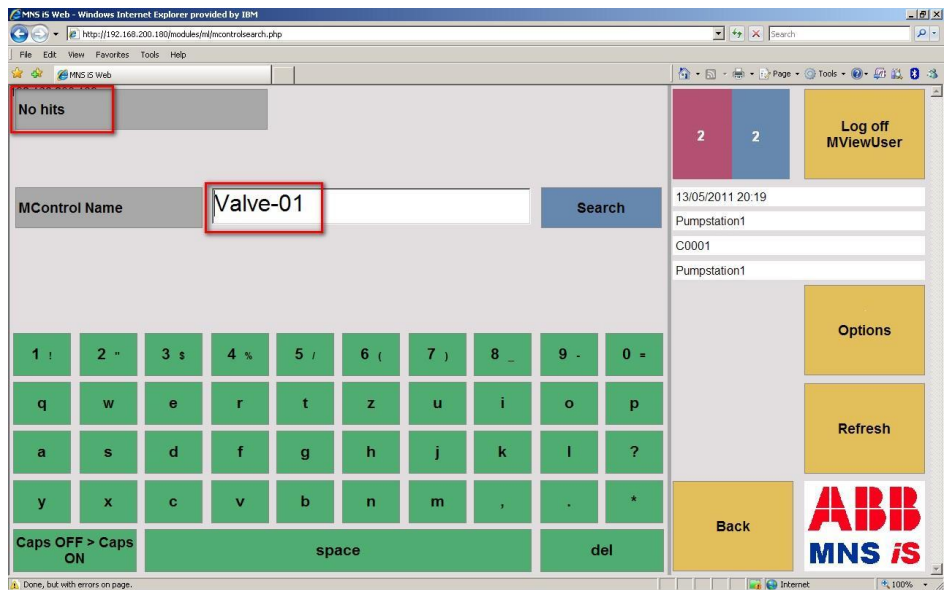 MNS iS Web - Windows Internet Explorer provided by IBM
http://192.168.200.180/modules/ml/mcontrolsearch.php
Search
File Edit View Favorites Tools Help
MNS iS Web
Page Tools
No hits
2 2
Log off
MViewUser
MControl Name
Valve-01
Search
13/05/2011 20:19
Pumpstation1
C0001
Pumpstation1
Options
1 ! 2 " 3 $ 4 % 5 / 6 ( 7 ) 8 _ 9 - 0 =
q w e r t z u i o p
Refresh
a s d f g h j k l ?
y x c v b n m , . *
Back
ABB
MNS iS
Caps OFF > Caps
ON
space
del
Done, but with errors on page.
Internet
100%